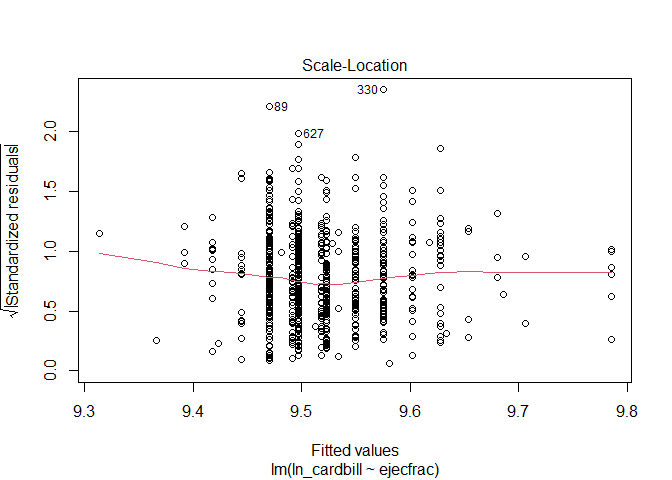 Scale-Location
√|Standardized residuals|
2.0
1.5
1.0
0.5
0.0
330
89
627
9.3 9.4 9.5 9.6 9.7 9.8
Fitted values
lm(ln_cardbill ~ ejecfrac)